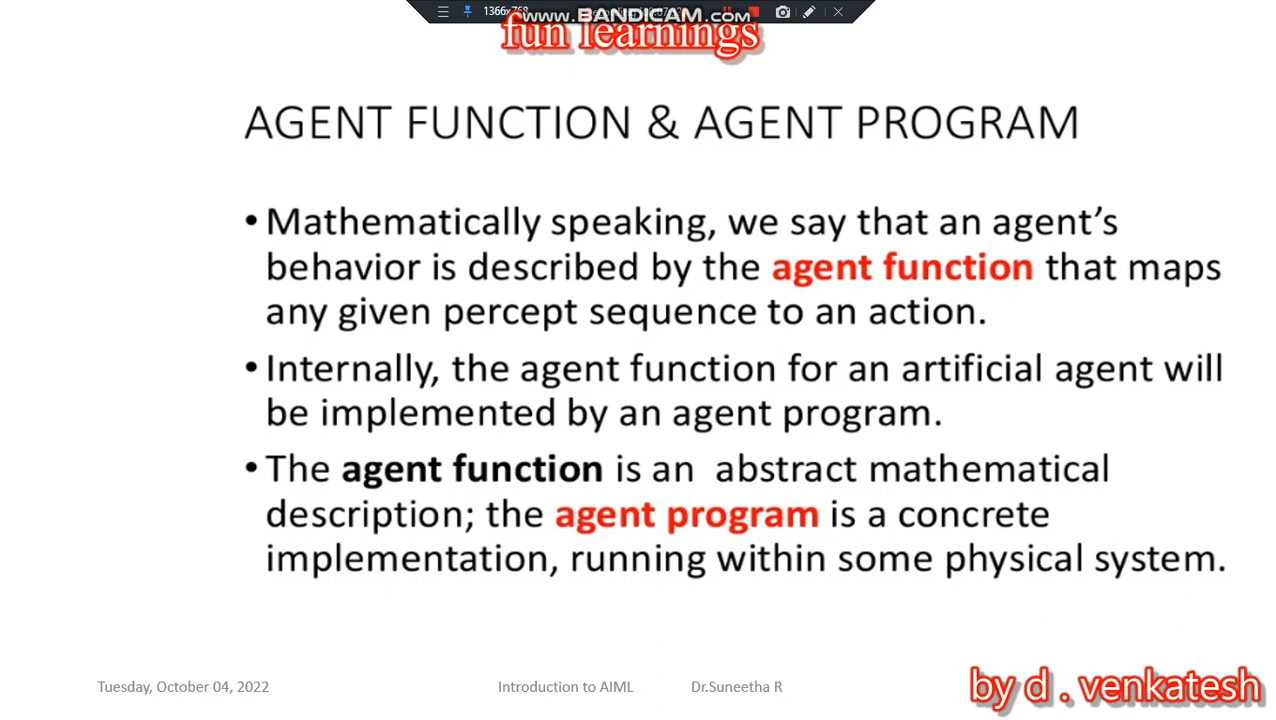 1366x768
www.BANDICAM.com
fun learnings
AGENT FUNCTION & AGENT PROGRAM
• Mathematically speaking, we say that an agent’s
behavior is described by the agent function that maps
any given percept sequence to an action.
• Internally, the agent function for an artificial agent will
be implemented by an agent program.
• The agent function is an abstract mathematical
description; the agent program is a concrete
implementation, running within some physical system.
Tuesday, October 04, 2022 Introduction to AIML Dr.Suneetha R
by d . venkatesh